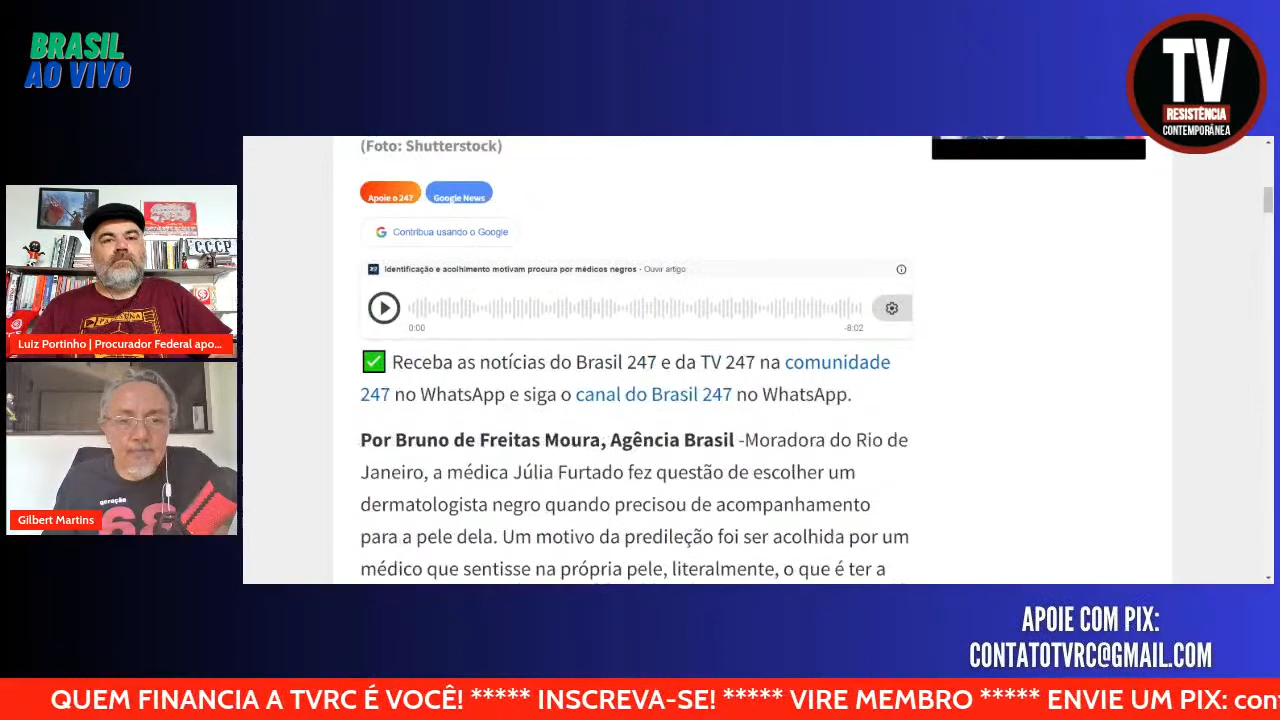 BRASIL
AO VIVO
TV
RESISTÊNCIA
CONTEMPORÂNEA
(Foto: Shutterstock)
Apoie o 247
Google News
Contribua usando o Google
Identificação e acolhimento motivam procura por médicos negros - Ouvir artigo
0:00
-8:02
Receba as notícias do Brasil 247 e da TV 247 na comunidade
247 no WhatsApp e siga o canal do Brasil 247 no WhatsApp.
Por Bruno de Freitas Moura, Agência Brasil -Moradora do Rio de
Janeiro, a médica Júlia Furtado fez questão de escolher um
dermatologista negro quando precisou de acompanhamento
para a pele dela. Um motivo da predileção foi ser acolhida por um
médico que sentisse na própria pele, literalmente, o que é ter a
CCCP
Luiz Portinho | Procurador Federal apo...
geração
68
Gilbert Martins
APOIE COM PIX:
CONTATOTVRC@GMAIL.COM
QUEM FINANCIA A TVRC É VOCÊ! ***** INSCREVA-SE! ***** VIRE MEMBRO ***** ENVIE UM PIX: con